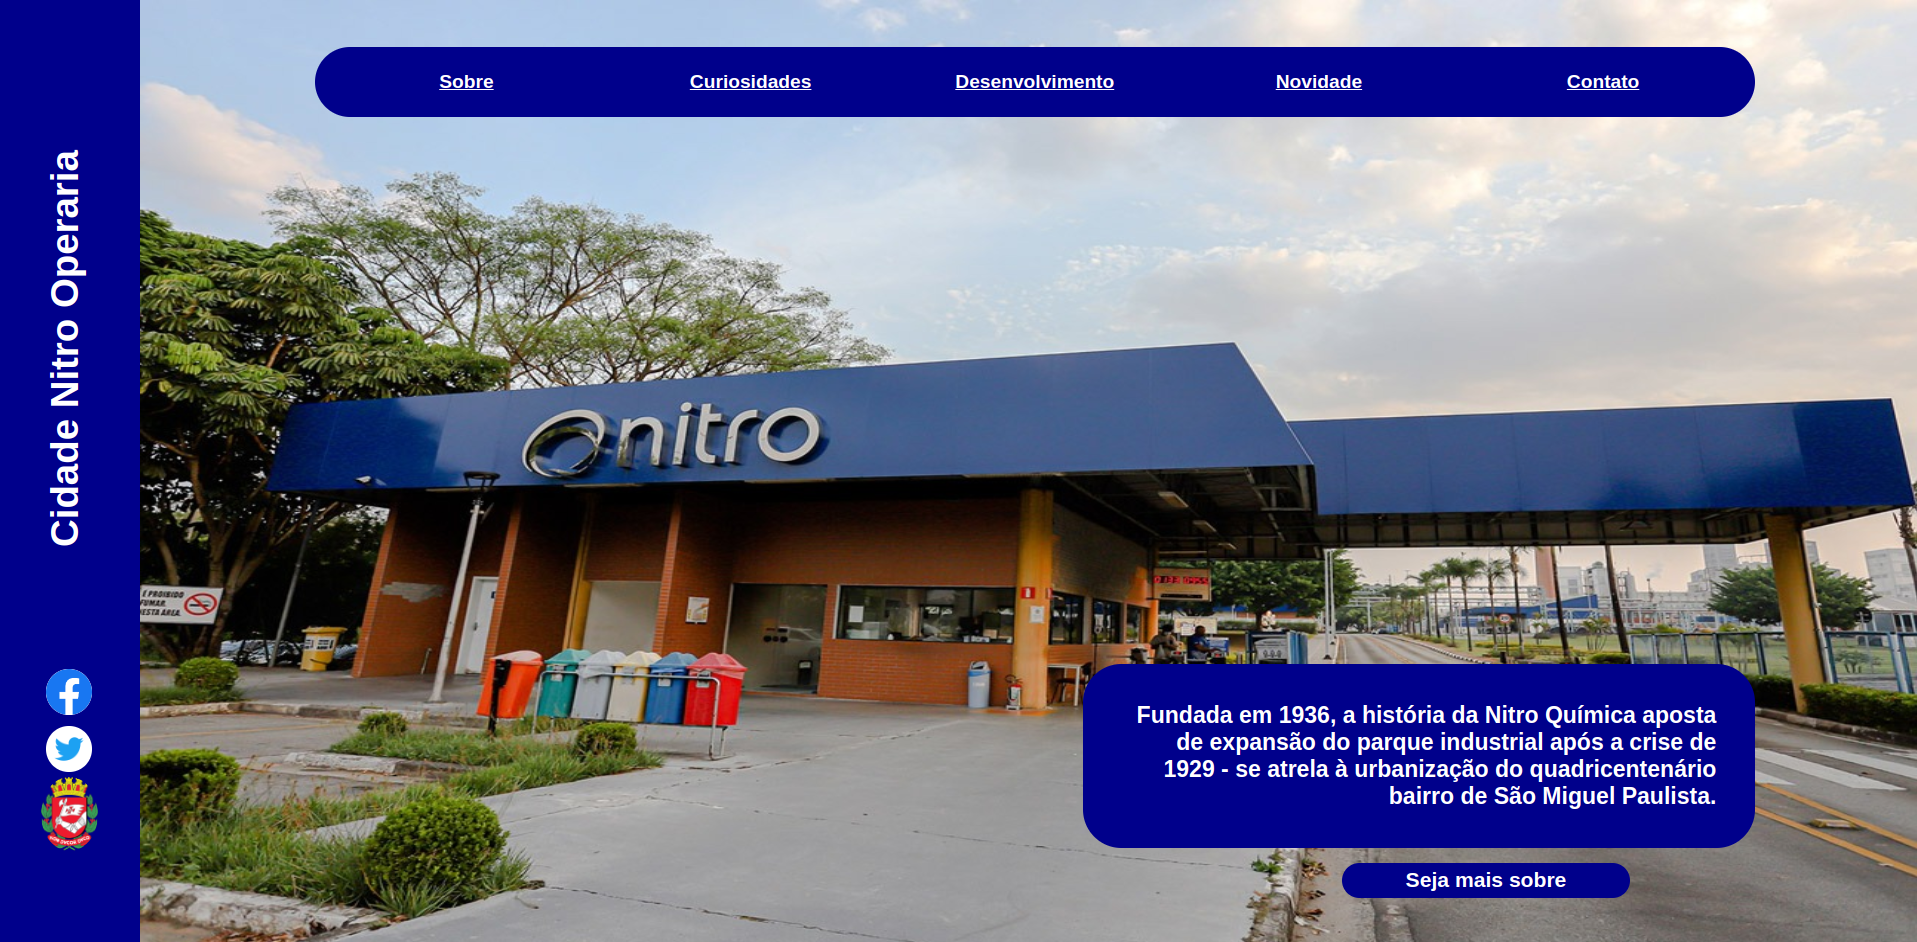 Sobre
Curiosidades
Desenvolvimento
Novidade
Contato
Cidade Nitro Operaria
nitro
É PROIBIDO
FUMAR
NESTA ÁREA.
Fundada em 1936, a história da Nitro Química aposta
de expansão do parque industrial após a crise de
1929 - se atrela à urbanização do quadricentenário
bairro de São Miguel Paulista.
Seja mais sobre